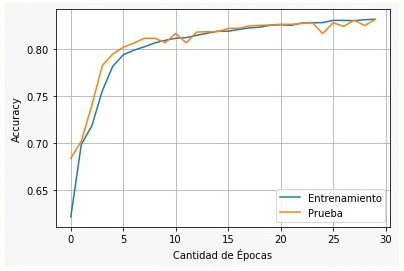 0.80
0.75
0.70
0.65
Accuracy
0 5 10 15 20 25 30
Cantidad de Épocas
Entrenamiento
Prueba